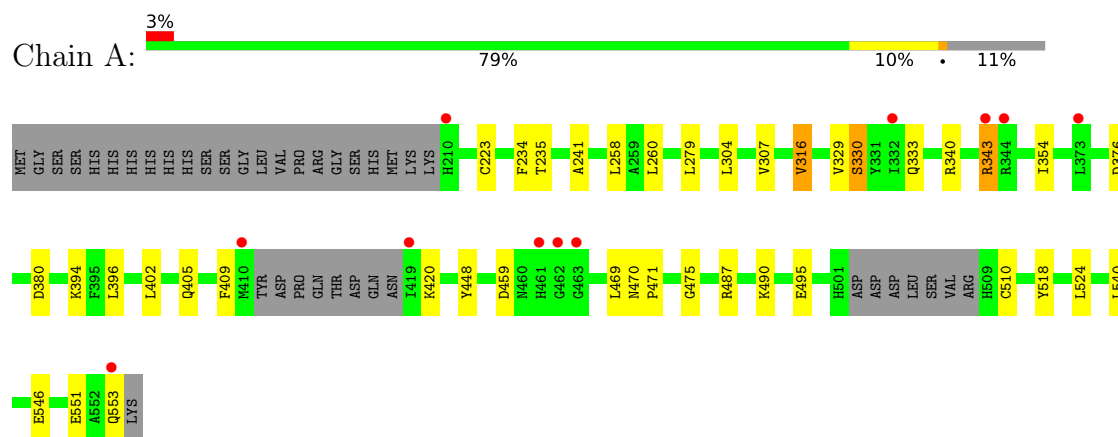 3%
Chain A:
79% 10% • 11%
MET GLY SER SER HIS HIS HIS HIS HIS HIS SER SER GLY LEU VAL PRO ARG GLY SER HIS MET LYS LYS H210 C223 F234 T235 A241 L258 A259 L260 L279 L304 V307 V316 V329 S330 Y331 I332 Q333 R340 R343 R344 I354 L373 D376
D380 K394 F395 L396 L402 Q405 F409 M410 TYR ASP PRO GLN THR ASP GLN ASN I419 K420 Y448 D459 N460 H461 G462 G463 L469 N470 P471 G475 R487 K490 E495 H501 ASP ASP ASP LEU SER VAL ARG H509 C510 Y518 L524
E546 E551 A552 Q553 LYS